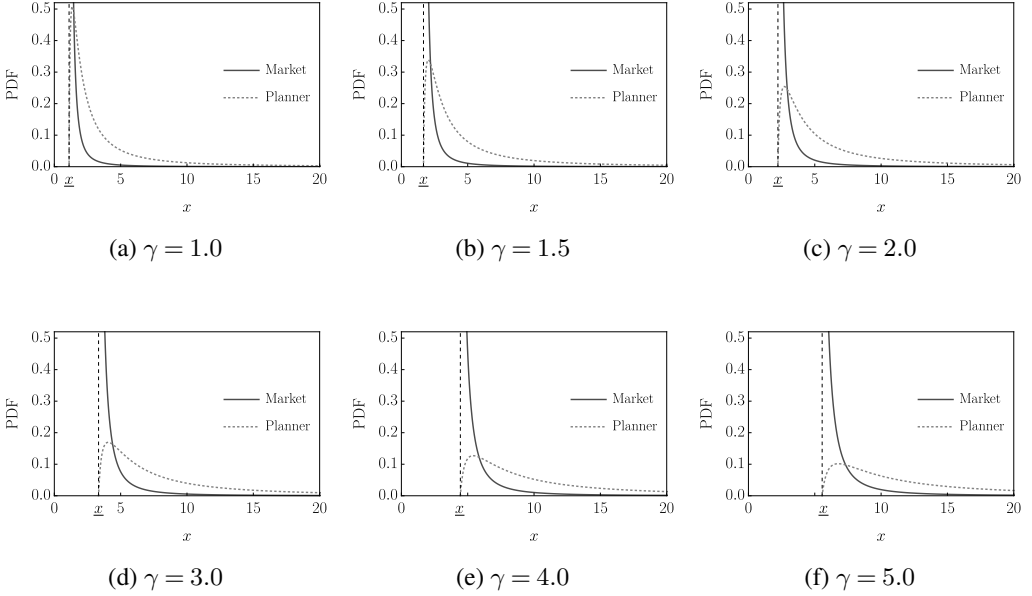 PDF
0.5
0.4
0.3
0.2
0.1
0.0
Market
Planner
0 x 5 10 15 20
x
(a) γ = 1.0
PDF
0.5
0.4
0.3
0.2
0.1
0.0
Market
Planner
0 x 5 10 15 20
x
(b) γ = 1.5
PDF
0.5
0.4
0.3
0.2
0.1
0.0
Market
Planner
0 x 5 10 15 20
x
(c) γ = 2.0
PDF
0.5
0.4
0.3
0.2
0.1
0.0
Market
Planner
0 x 5 10 15 20
x
(d) γ = 3.0
PDF
0.5
0.4
0.3
0.2
0.1
0.0
Market
Planner
0 x 10 15 20
x
(e) γ = 4.0
PDF
0.5
0.4
0.3
0.2
0.1
0.0
Market
Planner
0 x 10 15 20
x
(f) γ = 5.0